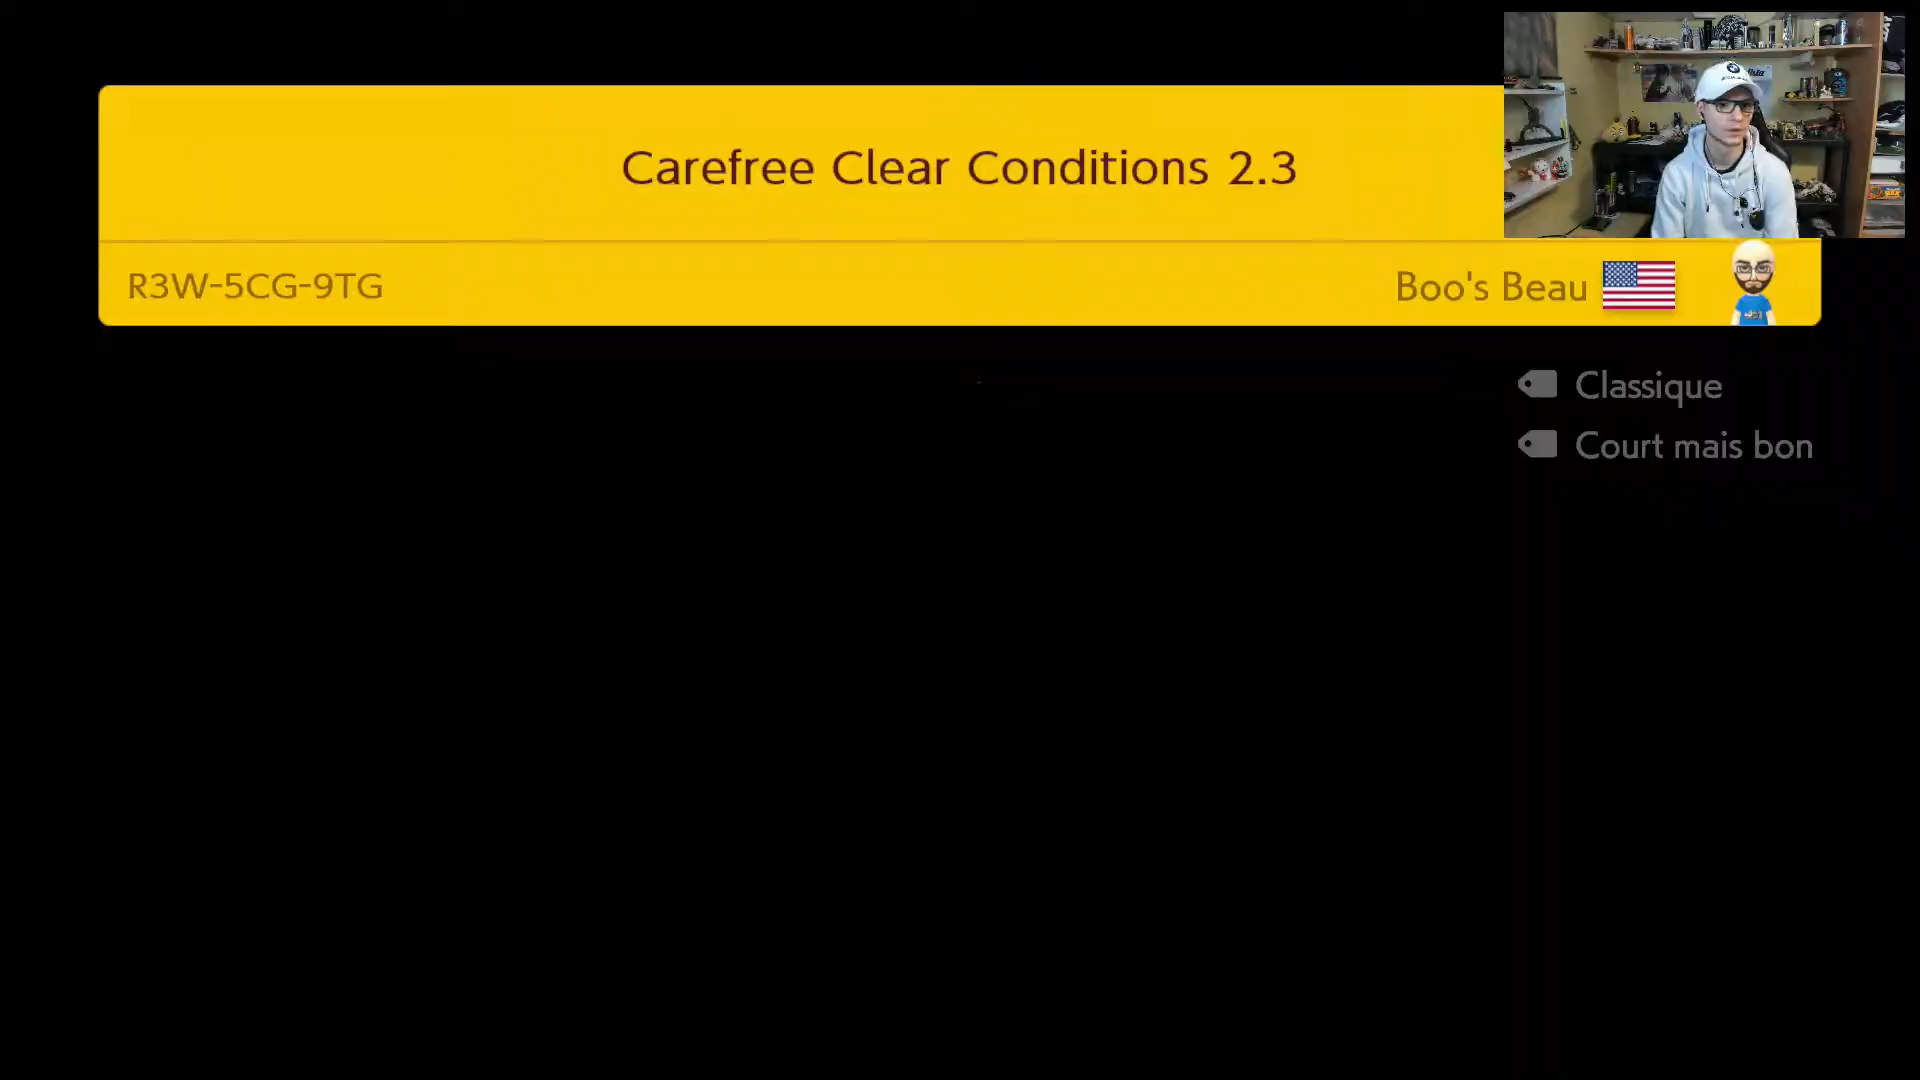 Carefree Clear Conditions 2.3
R3W-5CG-9TG
Boo's Beau
Classique
Court mais bon